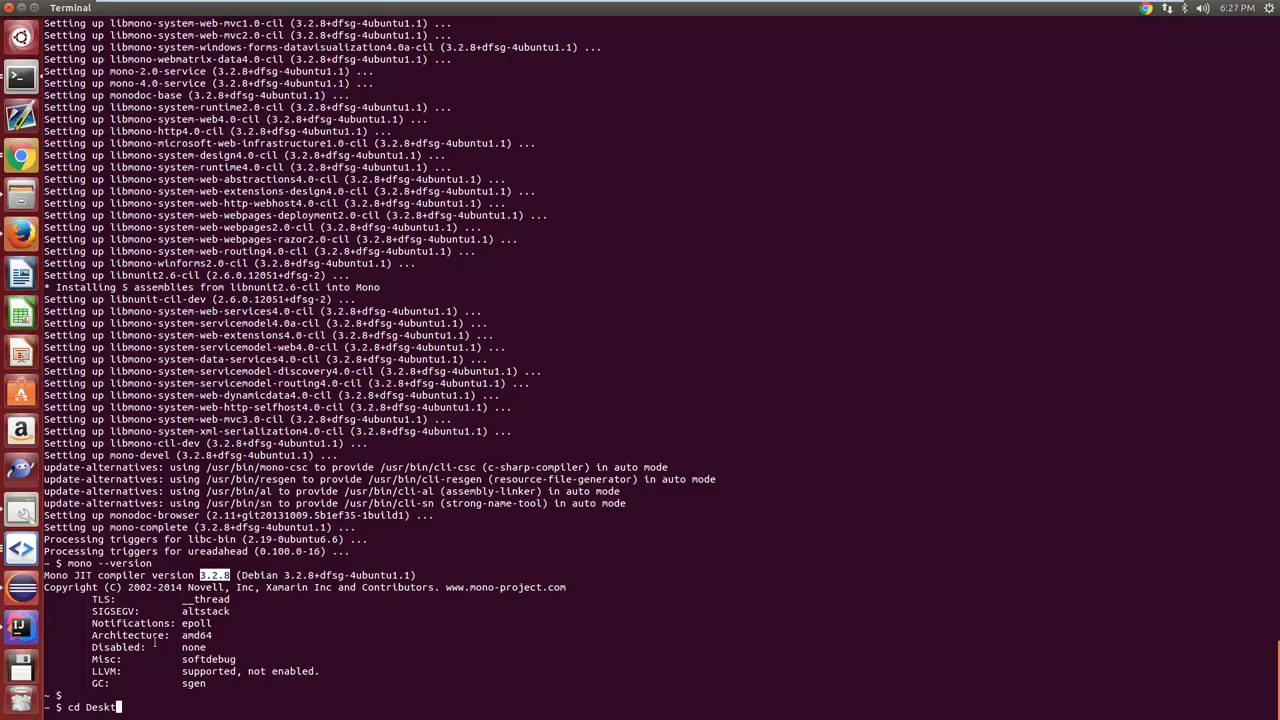 Terminal
6:27 PM
Setting up libmono-system-web-mvc1.0-cil (3.2.8+dfsg-4ubuntu1.1) ...
Setting up libmono-system-web-mvc2.0-cil (3.2.8+dfsg-4ubuntu1.1) ...
Setting up libmono-system-windows-forms-datavisualization4.0a-cil (3.2.8+dfsg-4ubuntu1.1) ...
Setting up libmono-webmatrix-data4.0-cil (3.2.8+dfsg-4ubuntu1.1) ...
Setting up mono-2.0-service (3.2.8+dfsg-4ubuntu1.1) ...
Setting up mono-4.0-service (3.2.8+dfsg-4ubuntu1.1) ...
Setting up monodoc-base (3.2.8+dfsg-4ubuntu1.1) ...
Setting up libmono-system-runtime2.0-cil (3.2.8+dfsg-4ubuntu1.1) ...
Setting up libmono-system-web4.0-cil (3.2.8+dfsg-4ubuntu1.1) ...
Setting up libmono-http4.0-cil (3.2.8+dfsg-4ubuntu1.1) ...
Setting up libmono-microsoft-web-infrastructure1.0-cil (3.2.8+dfsg-4ubuntu1.1) ...
Setting up libmono-system-design4.0-cil (3.2.8+dfsg-4ubuntu1.1) ...
Setting up libmono-system-runtime4.0-cil (3.2.8+dfsg-4ubuntu1.1) ...
Setting up libmono-system-web-abstractions4.0-cil (3.2.8+dfsg-4ubuntu1.1) ...
Setting up libmono-system-web-extensions-design4.0-cil (3.2.8+dfsg-4ubuntu1.1) ...
Setting up libmono-system-web-http-webhost4.0-cil (3.2.8+dfsg-4ubuntu1.1) ...
Setting up libmono-system-web-webpages-deployment2.0-cil (3.2.8+dfsg-4ubuntu1.1) ...
Setting up libmono-system-web-webpages2.0-cil (3.2.8+dfsg-4ubuntu1.1) ...
Setting up libmono-system-web-webpages-razor2.0-cil (3.2.8+dfsg-4ubuntu1.1) ...
Setting up libmono-system-web-routing4.0-cil (3.2.8+dfsg-4ubuntu1.1) ...
Setting up libmono-winforms2.0-cil (3.2.8+dfsg-4ubuntu1.1) ...
Setting up libnunit2.6-cil (2.6.0.12051+dfsg-2) ...
* Installing 5 assemblies from libnunit2.6-cil into Mono
Setting up libnunit-cil-dev (2.6.0.12051+dfsg-2) ...
Setting up libmono-system-web-services4.0-cil (3.2.8+dfsg-4ubuntu1.1) ...
Setting up libmono-system-servicemodel4.0a-cil (3.2.8+dfsg-4ubuntu1.1) ...
Setting up libmono-system-web-extensions4.0-cil (3.2.8+dfsg-4ubuntu1.1) ...
Setting up libmono-system-servicemodel-web4.0-cil (3.2.8+dfsg-4ubuntu1.1) ...
Setting up libmono-system-data-services4.0-cil (3.2.8+dfsg-4ubuntu1.1) ...
Setting up libmono-system-servicemodel-discovery4.0-cil (3.2.8+dfsg-4ubuntu1.1) ...
Setting up libmono-system-servicemodel-routing4.0-cil (3.2.8+dfsg-4ubuntu1.1) ...
Setting up libmono-system-web-dynamicdata4.0-cil (3.2.8+dfsg-4ubuntu1.1) ...
Setting up libmono-system-web-http-selfhost4.0-cil (3.2.8+dfsg-4ubuntu1.1) ...
Setting up libmono-system-web-mvc3.0-cil (3.2.8+dfsg-4ubuntu1.1) ...
Setting up libmono-system-xml-serialization4.0-cil (3.2.8+dfsg-4ubuntu1.1) ...
Setting up libmono-cil-dev (3.2.8+dfsg-4ubuntu1.1) ...
Setting up mono-devel (3.2.8+dfsg-4ubuntu1.1) ...
update-alternatives: using /usr/bin/mono-csc to provide /usr/bin/cli-csc (c-sharp-compiler) in auto mode
update-alternatives: using /usr/bin/resgen to provide /usr/bin/cli-resgen (resource-file-generator) in auto mode
update-alternatives: using /usr/bin/al to provide /usr/bin/cli-al (assembly-linker) in auto mode
update-alternatives: using /usr/bin/sn to provide /usr/bin/cli-sn (strong-name-tool) in auto mode
Setting up monodoc-browser (2.11+git20131009.5b1ef35-1build1) ...
Setting up mono-complete (3.2.8+dfsg-4ubuntu1.1) ...
Processing triggers for libc-bin (2.19-0ubuntu6.6) ...
Processing triggers for ureadahead (0.100.0-16) ...
~ $ mono --version
Mono JIT compiler version 3.2.8 (Debian 3.2.8+dfsg-4ubuntu1.1)
Copyright (C) 2002-2014 Novell, Inc, Xamarin Inc and Contributors. www.mono-project.com
TLS: __thread
SIGSEGV: altstack
Notifications: epoll
Architecture: amd64
Disabled: none
Misc: softdebug
LLVM: supported, not enabled.
GC: sgen
~ $
~ $ cd Deskt